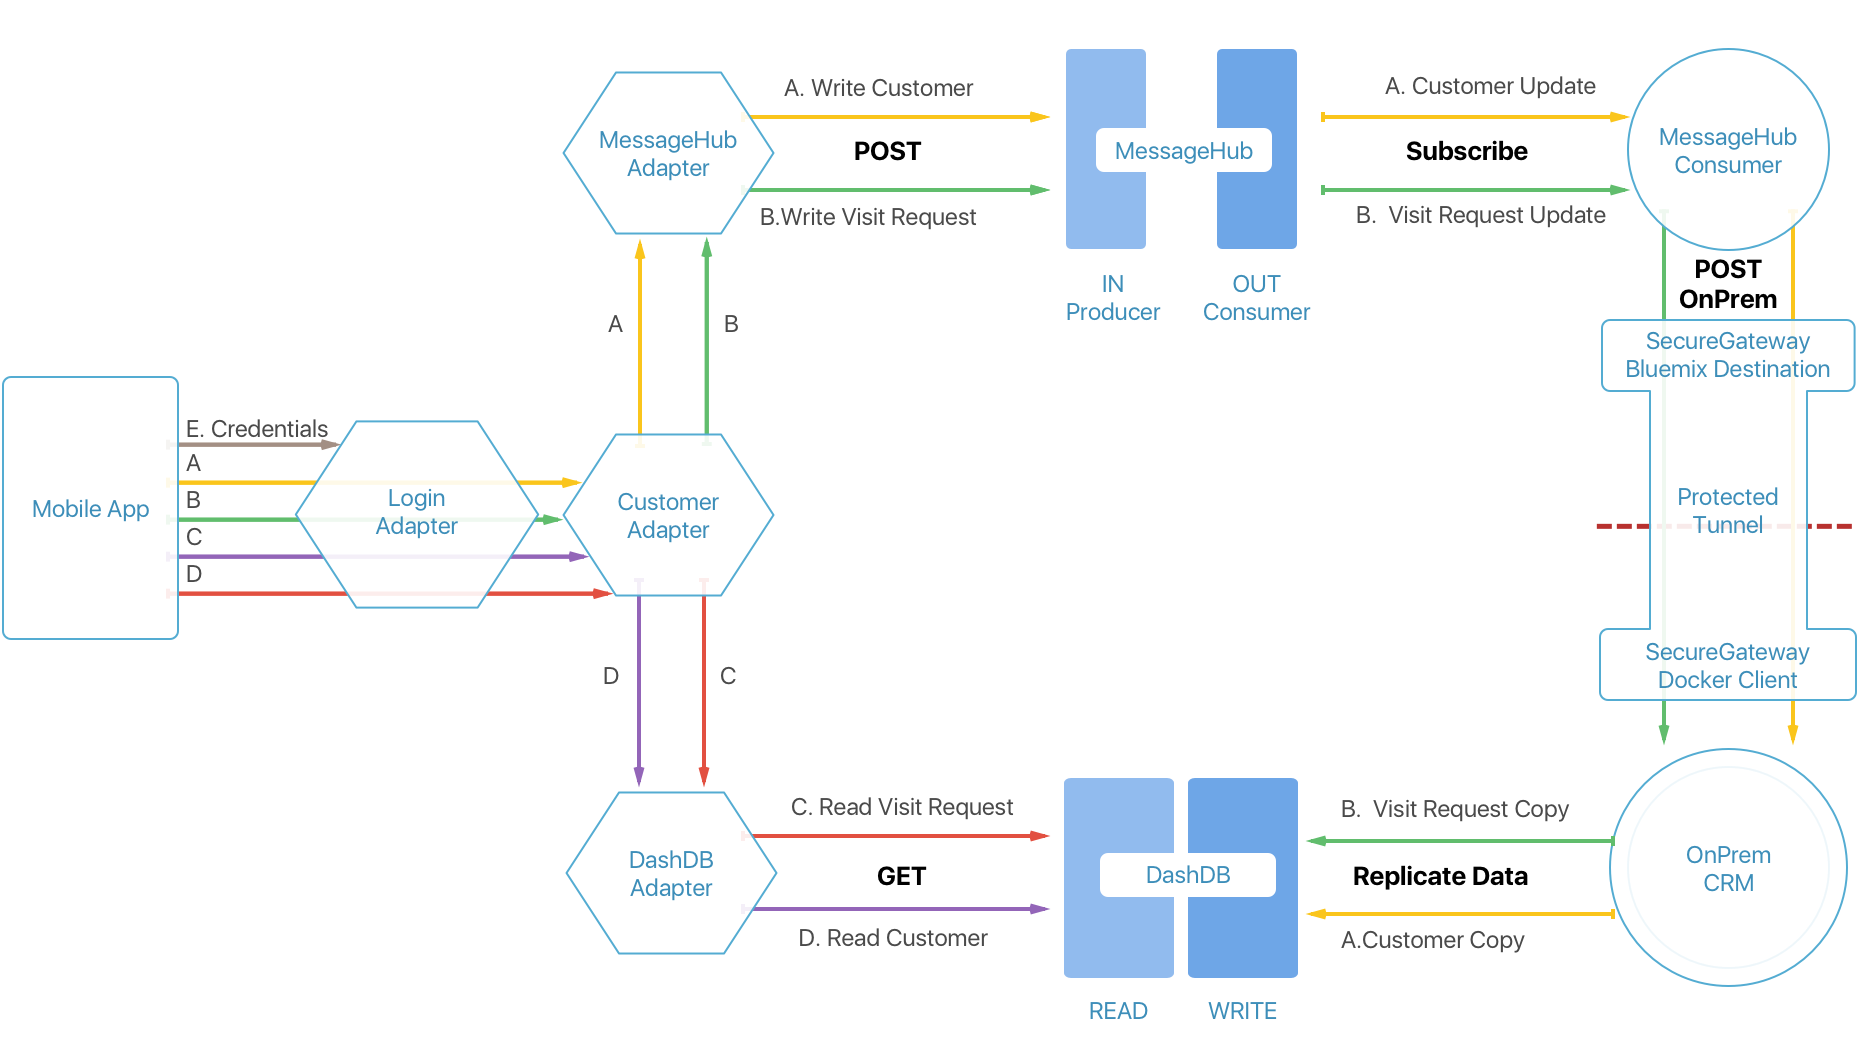 A. Write Customer
POST
B.Write Visit Request
MessageHub
Adapter
MessageHub
IN
Producer
OUT
Consumer
A. Customer Update
Subscribe
B.  Visit Request Update
MessageHub
Consumer
POST
OnPrem
SecureGateway
Bluemix Destination
A
B
Mobile App
E. Credentials
A
B
C
D
Login
Adapter
Customer
Adapter
Protected
Tunnel
D
C
SecureGateway
Docker Client
DashDB
Adapter
C. Read Visit Request
GET
D. Read Customer
DashDB
READ
WRITE
B.  Visit Request Copy
Replicate Data
A.Customer Copy
OnPrem
CRM